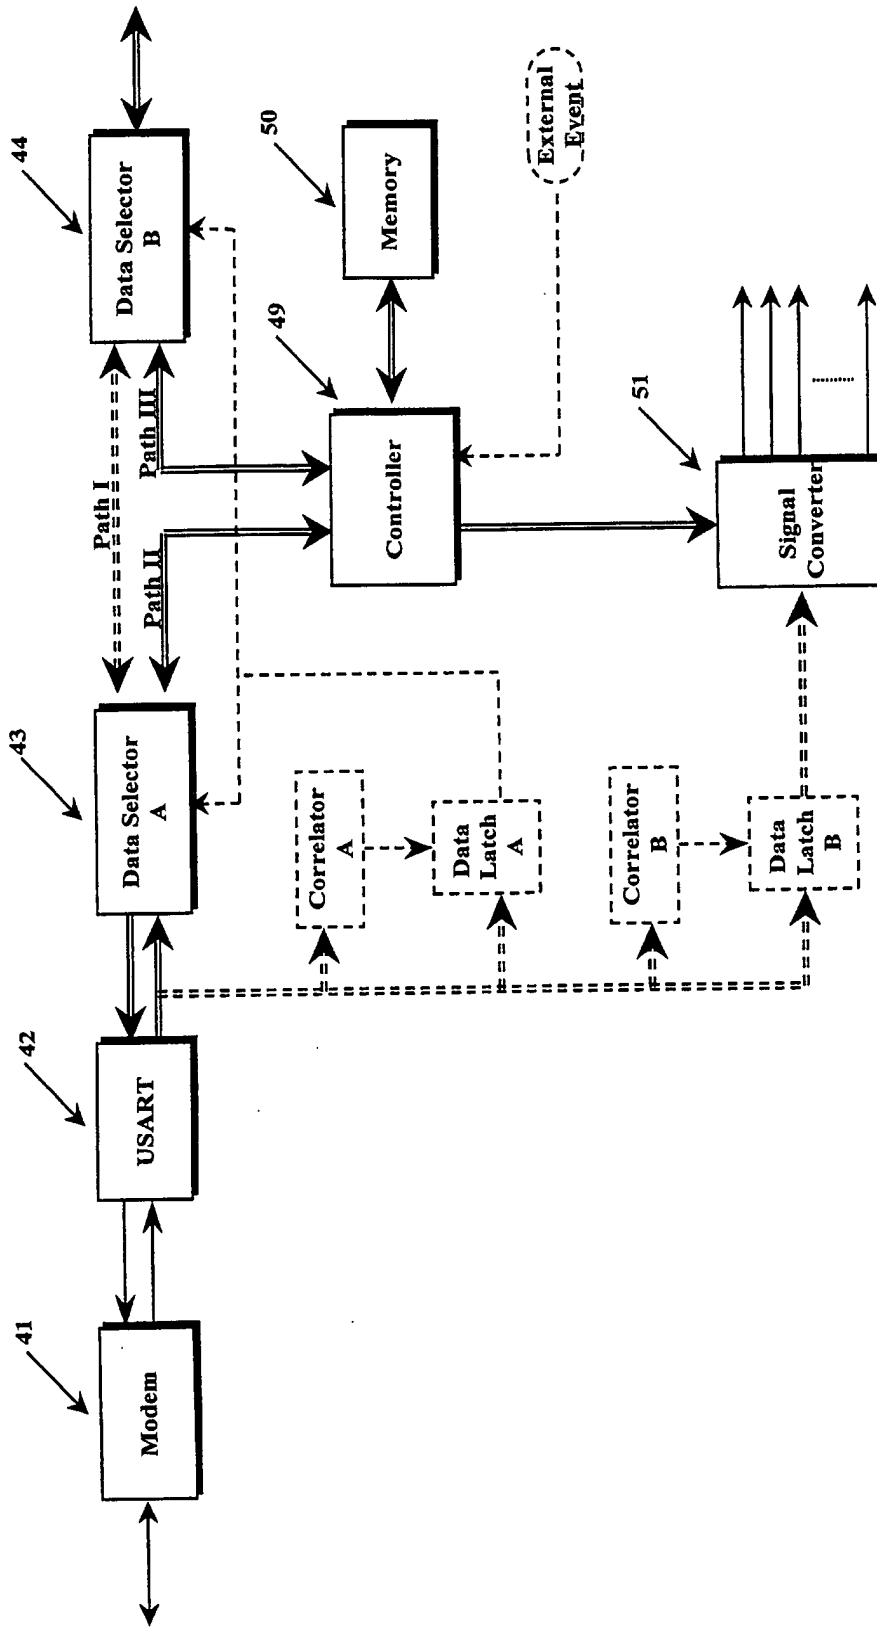 41
Modem
42
USART
43
Data Selector
A
Path I
Path II
Path III
44
Data Selector
B
Correlator
A
Data
Latch
A
49
Controller
50
Memory
External
Event
Correlator
B
Data
Latch
B
51
Signal
Converter